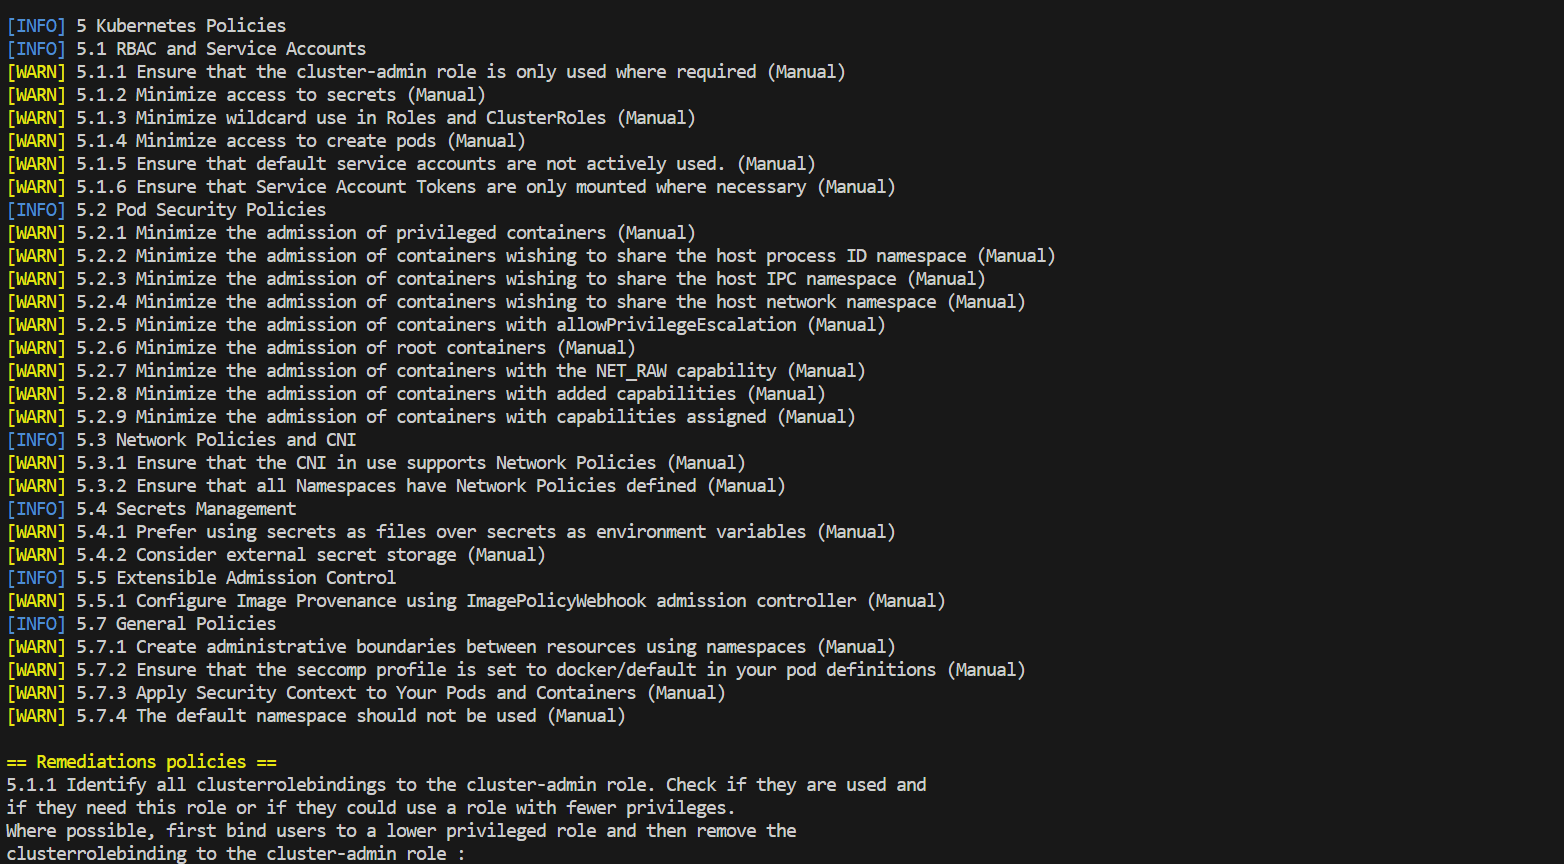 [INFO] 5 Kubernetes Policies
[INFO] 5.1 RBAC and Service Accounts
[WARN] 5.1.1 Ensure that the cluster-admin role is only used where required (Manual)
[WARN] 5.1.2 Minimize access to secrets (Manual)
[WARN] 5.1.3 Minimize wildcard use in Roles and ClusterRoles (Manual)
[WARN] 5.1.4 Minimize access to create pods (Manual)
[WARN] 5.1.5 Ensure that default service accounts are not actively used. (Manual)
[WARN] 5.1.6 Ensure that Service Account Tokens are only mounted where necessary (Manual)
[INFO] 5.2 Pod Security Policies
[WARN] 5.2.1 Minimize the admission of privileged containers (Manual)
[WARN] 5.2.2 Minimize the admission of containers wishing to share the host process ID namespace (Manual)
[WARN] 5.2.3 Minimize the admission of containers wishing to share the host IPC namespace (Manual)
[WARN] 5.2.4 Minimize the admission of containers wishing to share the host network namespace (Manual)
[WARN] 5.2.5 Minimize the admission of containers with allowPrivilegeEscalation (Manual)
[WARN] 5.2.6 Minimize the admission of root containers (Manual)
[WARN] 5.2.7 Minimize the admission of containers with the NET_RAW capability (Manual)
[WARN] 5.2.8 Minimize the admission of containers with added capabilities (Manual)
[WARN] 5.2.9 Minimize the admission of containers with capabilities assigned (Manual)
[INFO] 5.3 Network Policies and CNI
[WARN] 5.3.1 Ensure that the CNI in use supports Network Policies (Manual)
[WARN] 5.3.2 Ensure that all Namespaces have Network Policies defined (Manual)
[INFO] 5.4 Secrets Management
[WARN] 5.4.1 Prefer using secrets as files over secrets as environment variables (Manual)
[WARN] 5.4.2 Consider external secret storage (Manual)
[INFO] 5.5 Extensible Admission Control
[WARN] 5.5.1 Configure Image Provenance using ImagePolicyWebhook admission controller (Manual)
[INFO] 5.7 General Policies
[WARN] 5.7.1 Create administrative boundaries between resources using namespaces (Manual)
[WARN] 5.7.2 Ensure that the seccomp profile is set to docker/default in your pod definitions (Manual)
[WARN] 5.7.3 Apply Security Context to Your Pods and Containers (Manual)
[WARN] 5.7.4 The default namespace should not be used (Manual)
== Remediations policies ==
5.1.1 Identify all clusterrolebindings to the cluster-admin role. Check if they are used and
if they need this role or if they could use a role with fewer privileges.
Where possible, first bind users to a lower privileged role and then remove the
clusterrolebinding to the cluster-admin role :